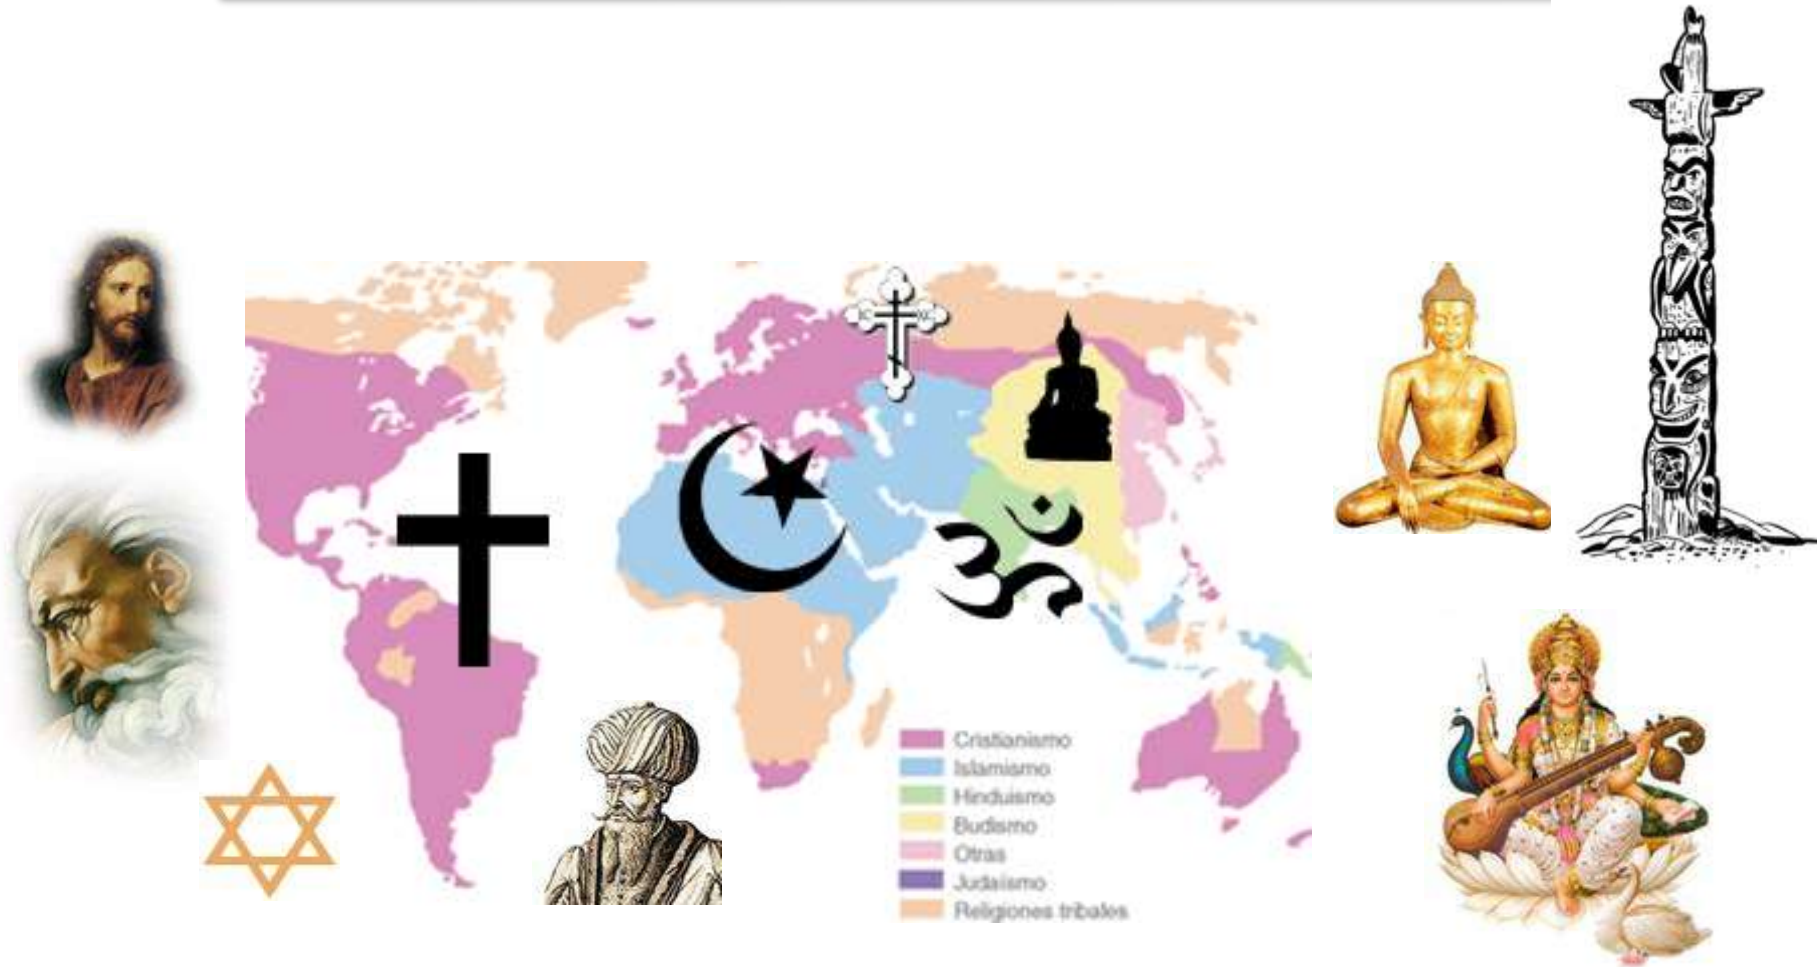 Cristianismo
Islamismo
Hinduismo
Budismo
Otras
Judaísmo
Religiones tribales